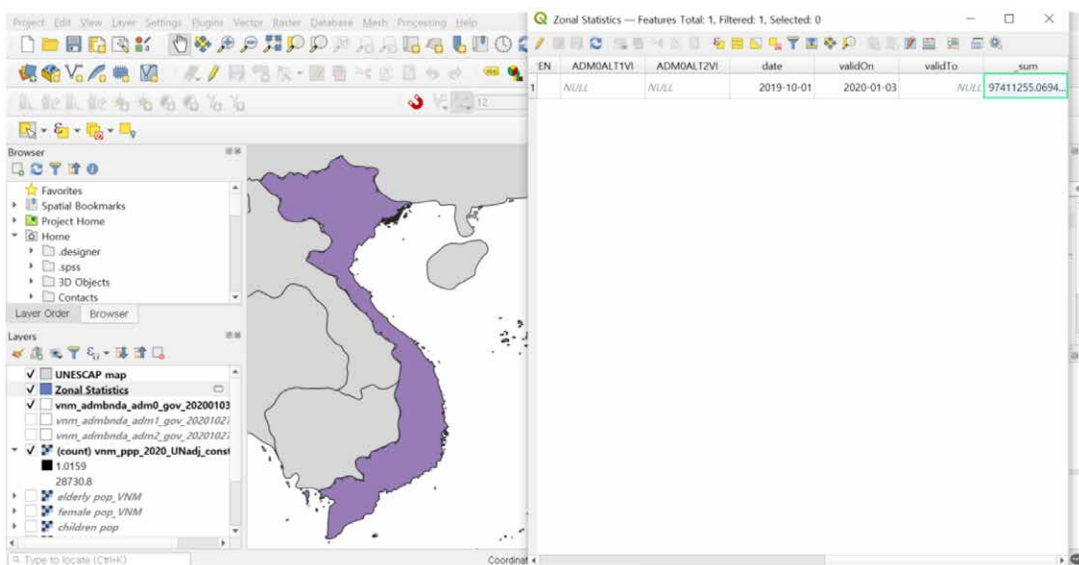 Project Edit View Layer Settings Plugins Vector Raster Database Mesh Processing Help
Zonal Statistics — Features Total: 1, Filtered: 1, Selected: 0
12
:EN ADM0ALT1VI ADM0ALT2VI date validOn validTo _sum
1 NULL NULL 2019-10-01 2020-01-03 NULL 97411255.0694...
Browser
Favorites
Spatial Bookmarks
Project Home
Home
.designer
.spss
3D Objects
Contacts
Layer Order Browser
Layers
UNESCAP map
Zonal Statistics
vnm_admbnda_adm0_gov_20200103
vnm_admbnda_adm1_gov_20201027
vnm_admbnda_adm2_gov_20201027
(count) vnm_ppp_2020_UNadj_const
1.0159
28730.8
elderly pop_VNM
female pop_VNM
children pop
Type to locate (Ctrl+K)
Coordinat